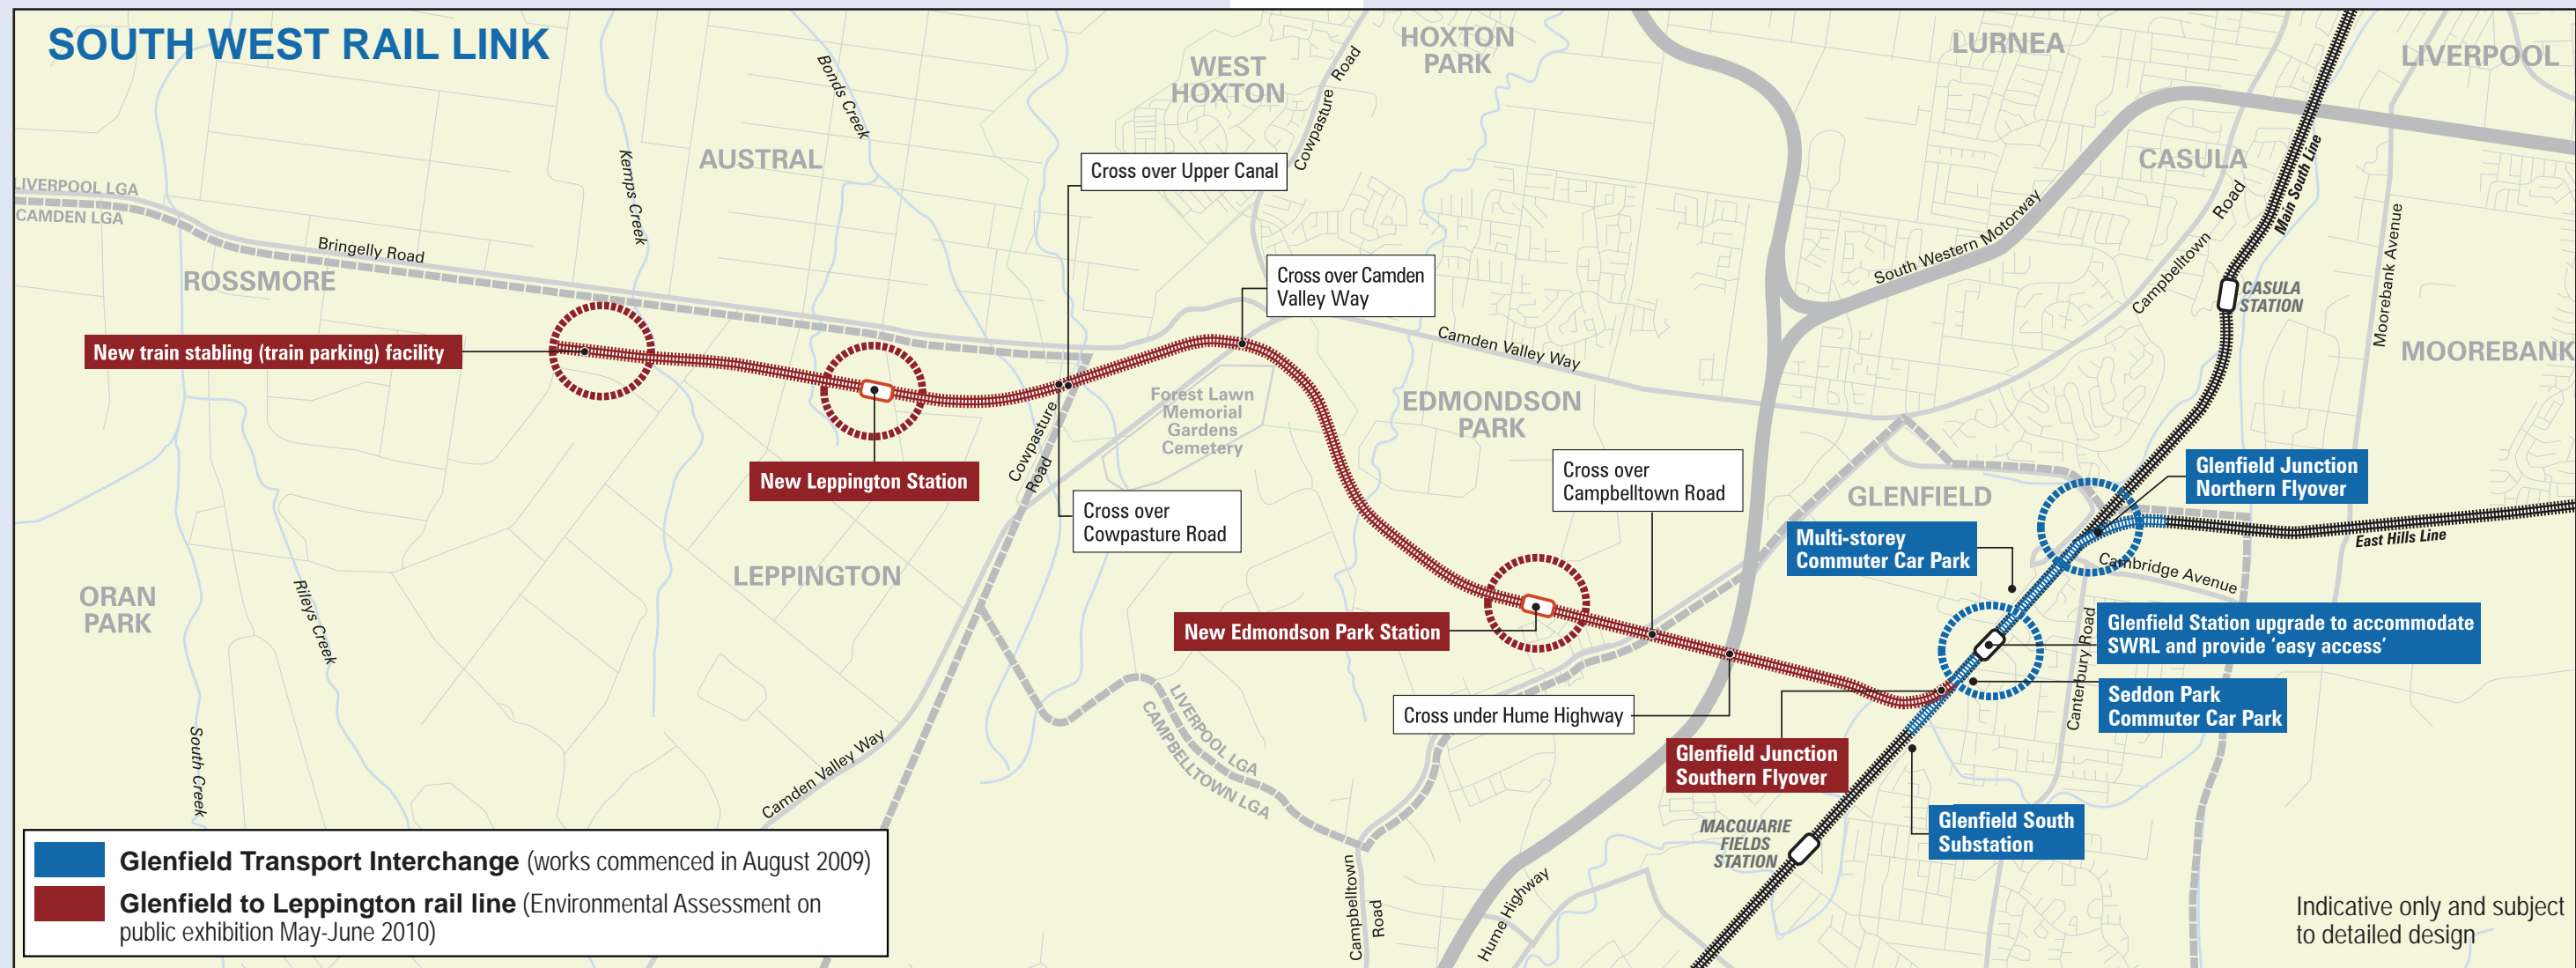 SOUTH WEST RAIL LINK
WEST
HOXTON
HOXTON
PARK
LURNEA
LIVERPOOL
AUSTRAL
CASULA
Bonds Creek
Kemps Creek
Cowpasture Road
Main South Line
Moorebank Avenue
Campbelltown Road
South Western Motorway
LIVERPOOL LGA
CAMDEN LGA
Bringelly Road
ROSSMORE
Cross over Upper Canal
Cross over Camden
Valley Way
CASULA
STATION
Camden Valley Way
MOOREBANK
New train stabling (train parking) facility
Forest Lawn
Memorial
Gardens
Cemetery
EDMONDSON
PARK
Cowpasture
Road
New Leppington Station
Cross over
Cowpasture Road
Cross over
Campbelltown Road
GLENFIELD
Glenfield Junction
Northern Flyover
Multi-storey
Commuter Car Park
East Hills Line
Cambridge Avenue
LEPPINGTON
ORAN
PARK
Rileys Creek
New Edmondson Park Station
Canterbury Road
Glenfield Station upgrade to accommodate
SWRL and provide ‘easy access’
Seddon Park
Commuter Car Park
Cross under Hume Highway
LIVERPOOL LGA
CAMPBELLTOWN LGA
South Creek
Camden Valley Way
Glenfield Junction
Southern Flyover
MACQUARIE
FIELDS
STATION
Glenfield South
Substation
Campbelltown
Road
Hume Highway
Glenfield Transport Interchange (works commenced in August 2009)
Glenfield to Leppington rail line (Environmental Assessment on
public exhibition May-June 2010)
Indicative only and subject
to detailed design